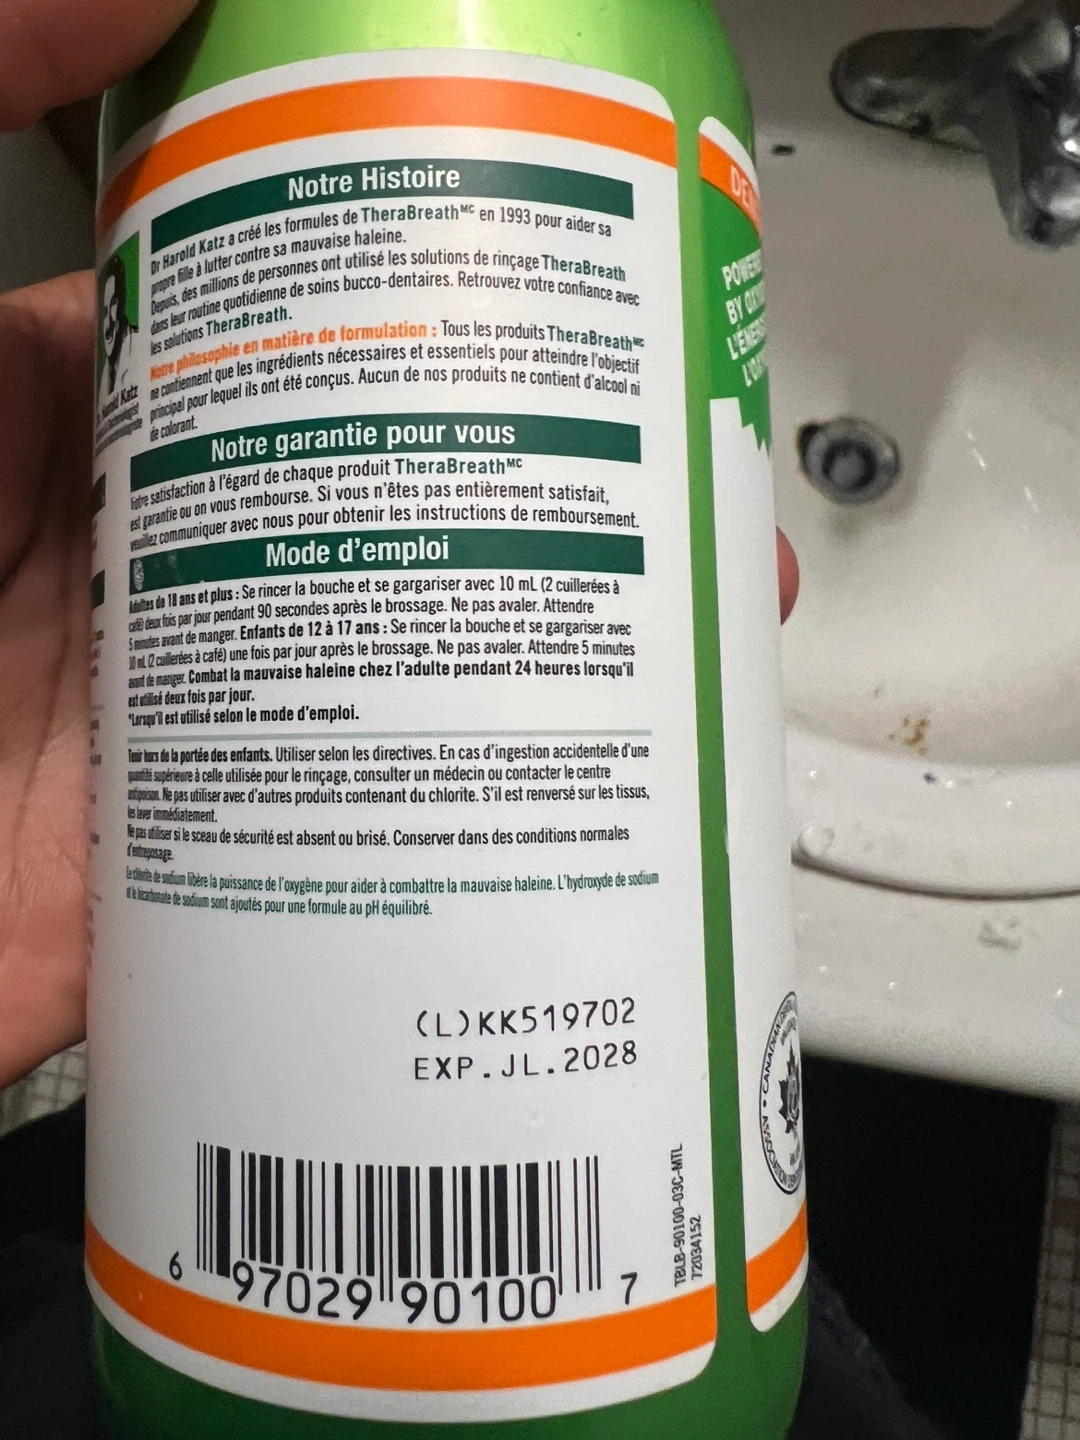 Notre Histoire
Dr Harold Katz a créé les formules de TheraBreathMC en 1993 pour aider sa
propre fille à lutter contre sa mauvaise haleine.
Depuis, des millions de personnes ont utilisé les solutions de rinçage TheraBreath
dans leur routine quotidienne de soins bucco-dentaires. Retrouvez votre confiance avec
les solutions TheraBreath.
Notre philosophie en matière de formulation : Tous les produits TheraBreathMC
ne contiennent que les ingrédients nécessaires et essentiels pour atteindre l'objectif
principal pour lequel ils ont été conçus. Aucun de nos produits ne contient d'alcool ni
de colorant.
Katz
Notre garantie pour vous
Votre satisfaction à l'égard de chaque produit TheraBreathMC
est garantie ou on vous rembourse. Si vous n'êtes pas entièrement satisfait,
veuillez communiquer avec nous pour obtenir les instructions de remboursement.
Mode d'emploi
Adultes de 18 ans et plus : Se rincer la bouche et se gargariser avec 10 mL (2 cuillerées à
café) deux fois par jour pendant 90 secondes après le brossage. Ne pas avaler. Attendre
5 minutes avant de manger. Enfants de 12 à 17 ans : Se rincer la bouche et se gargariser avec
10 mL (2 cuillerées à café) une fois par jour après le brossage. Ne pas avaler. Attendre 5 minutes
avant de manger. Combat la mauvaise haleine chez l'adulte pendant 24 heures lorsqu'il
est utilisé deux fois par jour.
*Lorsqu'il est utilisé selon le mode d'emploi.
Tenir hors de la portée des enfants. Utiliser selon les directives. En cas d'ingestion accidentelle d'une
quantité supérieure à celle utilisée pour le rinçage, consulter un médecin ou contacter le centre
antipoison. Ne pas utiliser avec d'autres produits contenant du chlorite. S'il est renversé sur les tissus,
les laver immédiatement.
Ne pas utiliser si le sceau de sécurité est absent ou brisé. Conserver dans des conditions normales
d'entreposage.
Le chlorite de sodium libère la puissance de l'oxygène pour aider à combattre la mauvaise haleine. L'hydroxyde de sodium
et le bicarbonate de sodium sont ajoutés pour une formule au pH équilibré.
(L)KK519702
EXP.JL.2028
6 97029 90100 7
TBLB-90100-03C-MTL
72034152
POWERED
BY
CANADIAN